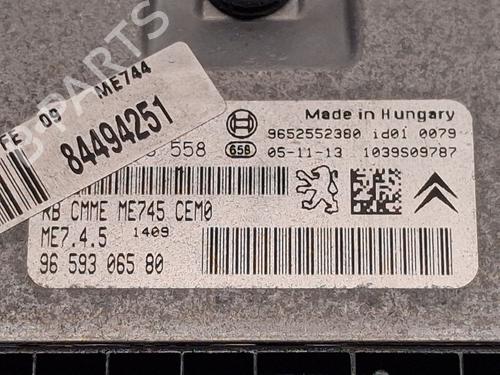 FE 09 ME744
84494251
Made in Hungary
9652552380 id01 0079
558 658 05-11-13 1039S09787
RB CMME ME745 CEM0
ME7.4.5 1409
96 593 065 80